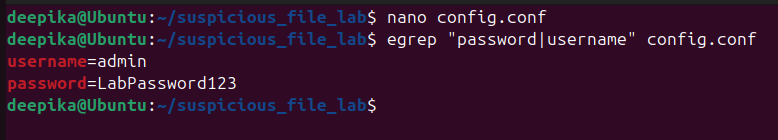 deepika@Ubuntu:~/suspicious_file_lab$ nano config.conf
deepika@Ubuntu:~/suspicious_file_lab$ egrep "password|username" config.conf
username=admin
password=LabPassword123
deepika@Ubuntu:~/suspicious_file_lab$